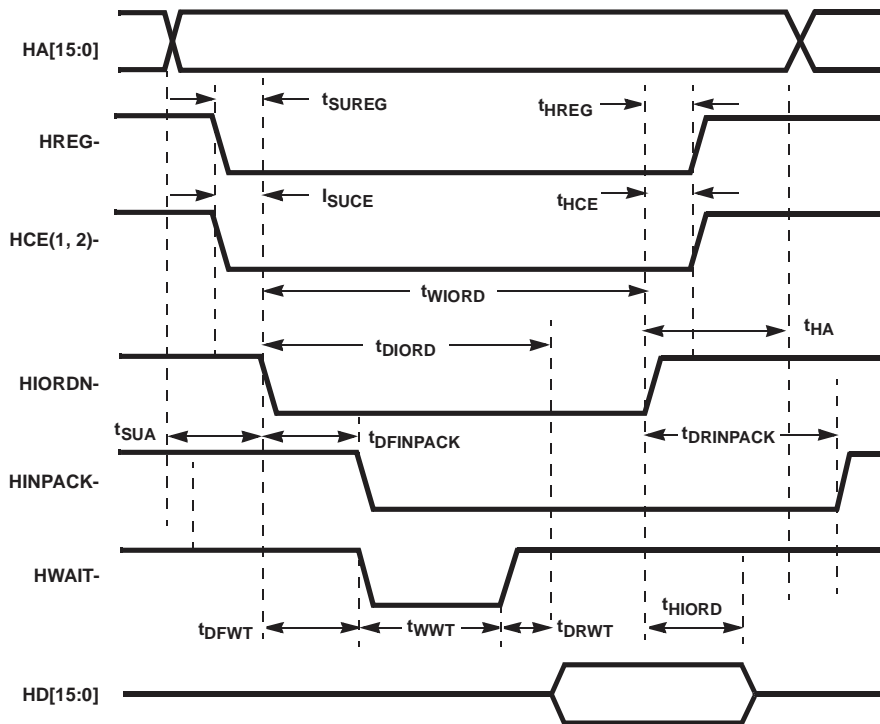 HA[15:0]
tSUREG
tHREG
HREG-
ISUCE
tHCE
HCE(1, 2)-
tWIORD
tHA
tDIORD
HIORDN-
tSUA
tDFINPACK
tDRINPACK
HINPACK-
HWAIT-
tHIORD
tDFWT
tWWT
tDRWT
HD[15:0]